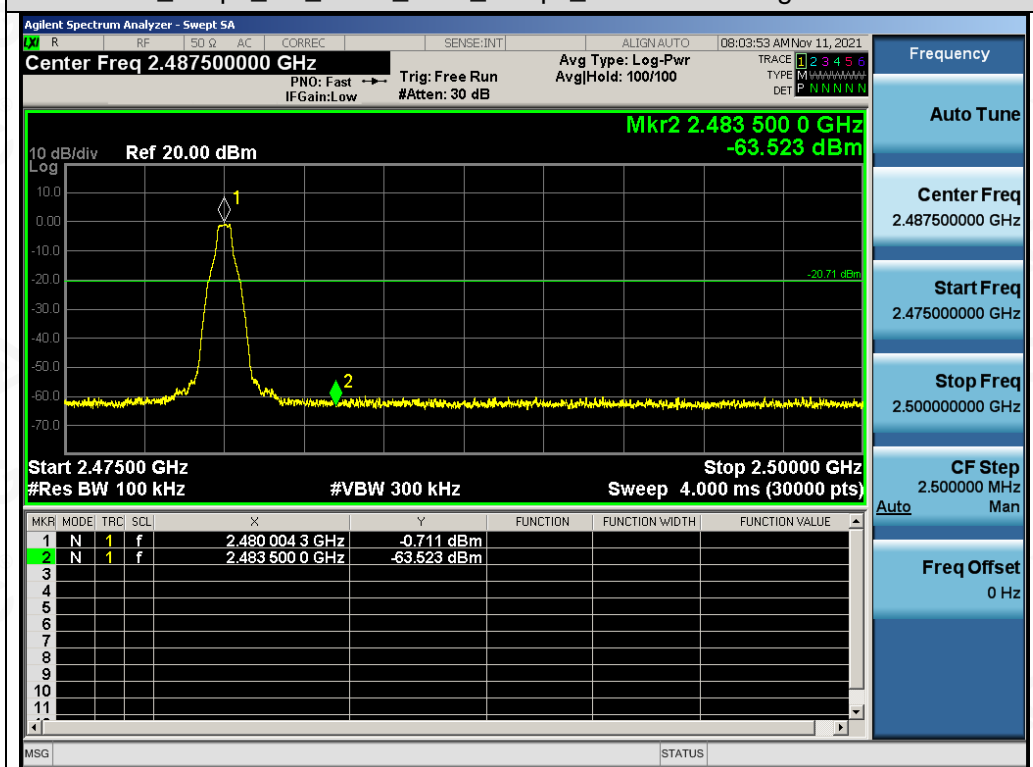 Agilent Spectrum Analyzer - Swept SA
LXI R RF 50 Ω AC CORREC SENSE:INT ALIGN AUTO 08:03:53 AM Nov 11, 2021
Center Freq 2.487500000 GHz
PNO: Fast
IFGain:Low
Trig: Free Run
#Atten: 30 dB
Avg Type: Log-Pwr
Avg|Hold: 100/100
TRACE 1 2 3 4 5 6
TYPE M
DET P N N N N N
Mkr2 2.483 500 0 GHz
-63.523 dBm
10 dB/div Ref 20.00 dBm
Log
10.0
0.00
-10.0
-20.0
-30.0
-40.0
-50.0
-60.0
-70.0
1
-20.71 dBm
2
Start 2.47500 GHz Stop 2.50000 GHz
#Res BW 100 kHz #VBW 300 kHz Sweep 4.000 ms (30000 pts)
MKR MODE TRC SCL X Y FUNCTION FUNCTION WIDTH FUNCTION VALUE
1 N 1 f 2.480 004 3 GHz -0.711 dBm
2 N 1 f 2.483 500 0 GHz -63.523 dBm
3
4
5
6
7
8
9
10
11
MSG STATUS
Frequency
Auto Tune
Center Freq
2.487500000 GHz
Start Freq
2.475000000 GHz
Stop Freq
2.500000000 GHz
CF Step
2.500000 MHz
Auto Man
Freq Offset
0 Hz